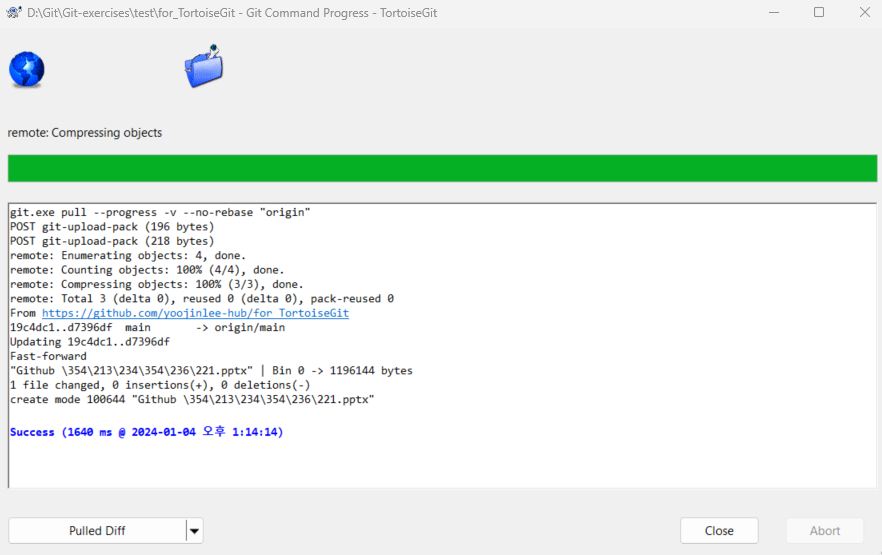 D:\Git\Git-exercises\test\for_TortoiseGit - Git Command Progress - TortoiseGit
remote: Compressing objects
git.exe pull --progress -v --no-rebase "origin"
POST git-upload-pack (196 bytes)
POST git-upload-pack (218 bytes)
remote: Enumerating objects: 4, done.
remote: Counting objects: 100% (4/4), done.
remote: Compressing objects: 100% (3/3), done.
remote: Total 3 (delta 0), reused 0 (delta 0), pack-reused 0
From https://github.com/yoojinlee-hub/for_TortoiseGit
19c4dc1..d7396df  main       -> origin/main
Updating 19c4dc1..d7396df
Fast-forward
"Github \354\213\234\354\236\221.pptx" | Bin 0 -> 1196144 bytes
1 file changed, 0 insertions(+), 0 deletions(-)
create mode 100644 "Github \354\213\234\354\236\221.pptx"
Success (1640 ms @ 2024-01-04 오후 1:14:14)
Pulled Diff
Close
Abort